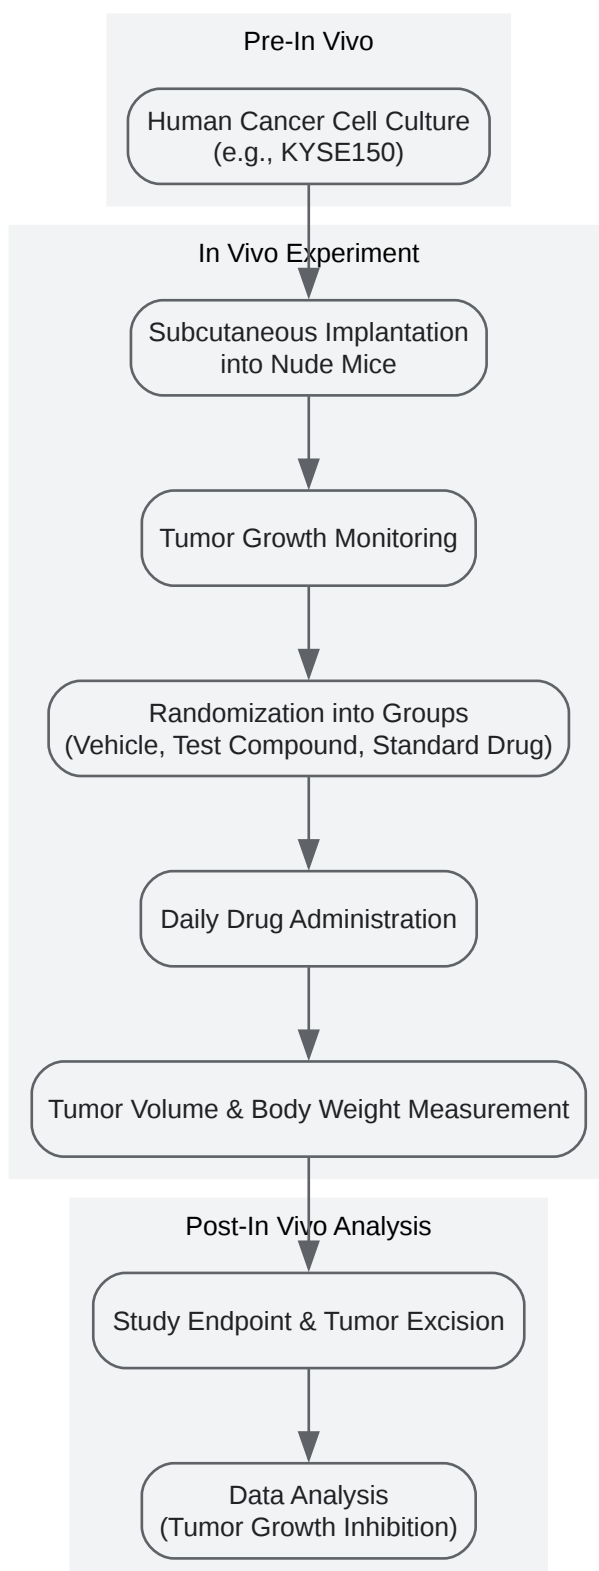 Pre-In Vivo
Human Cancer Cell Culture
(e.g., KYSE150)
In Vivo Experiment
Subcutaneous Implantation
into Nude Mice
Tumor Growth Monitoring
Randomization into Groups
(Vehicle, Test Compound, Standard Drug)
Daily Drug Administration
Tumor Volume & Body Weight Measurement
Post-In Vivo Analysis
Study Endpoint & Tumor Excision
Data Analysis
(Tumor Growth Inhibition)